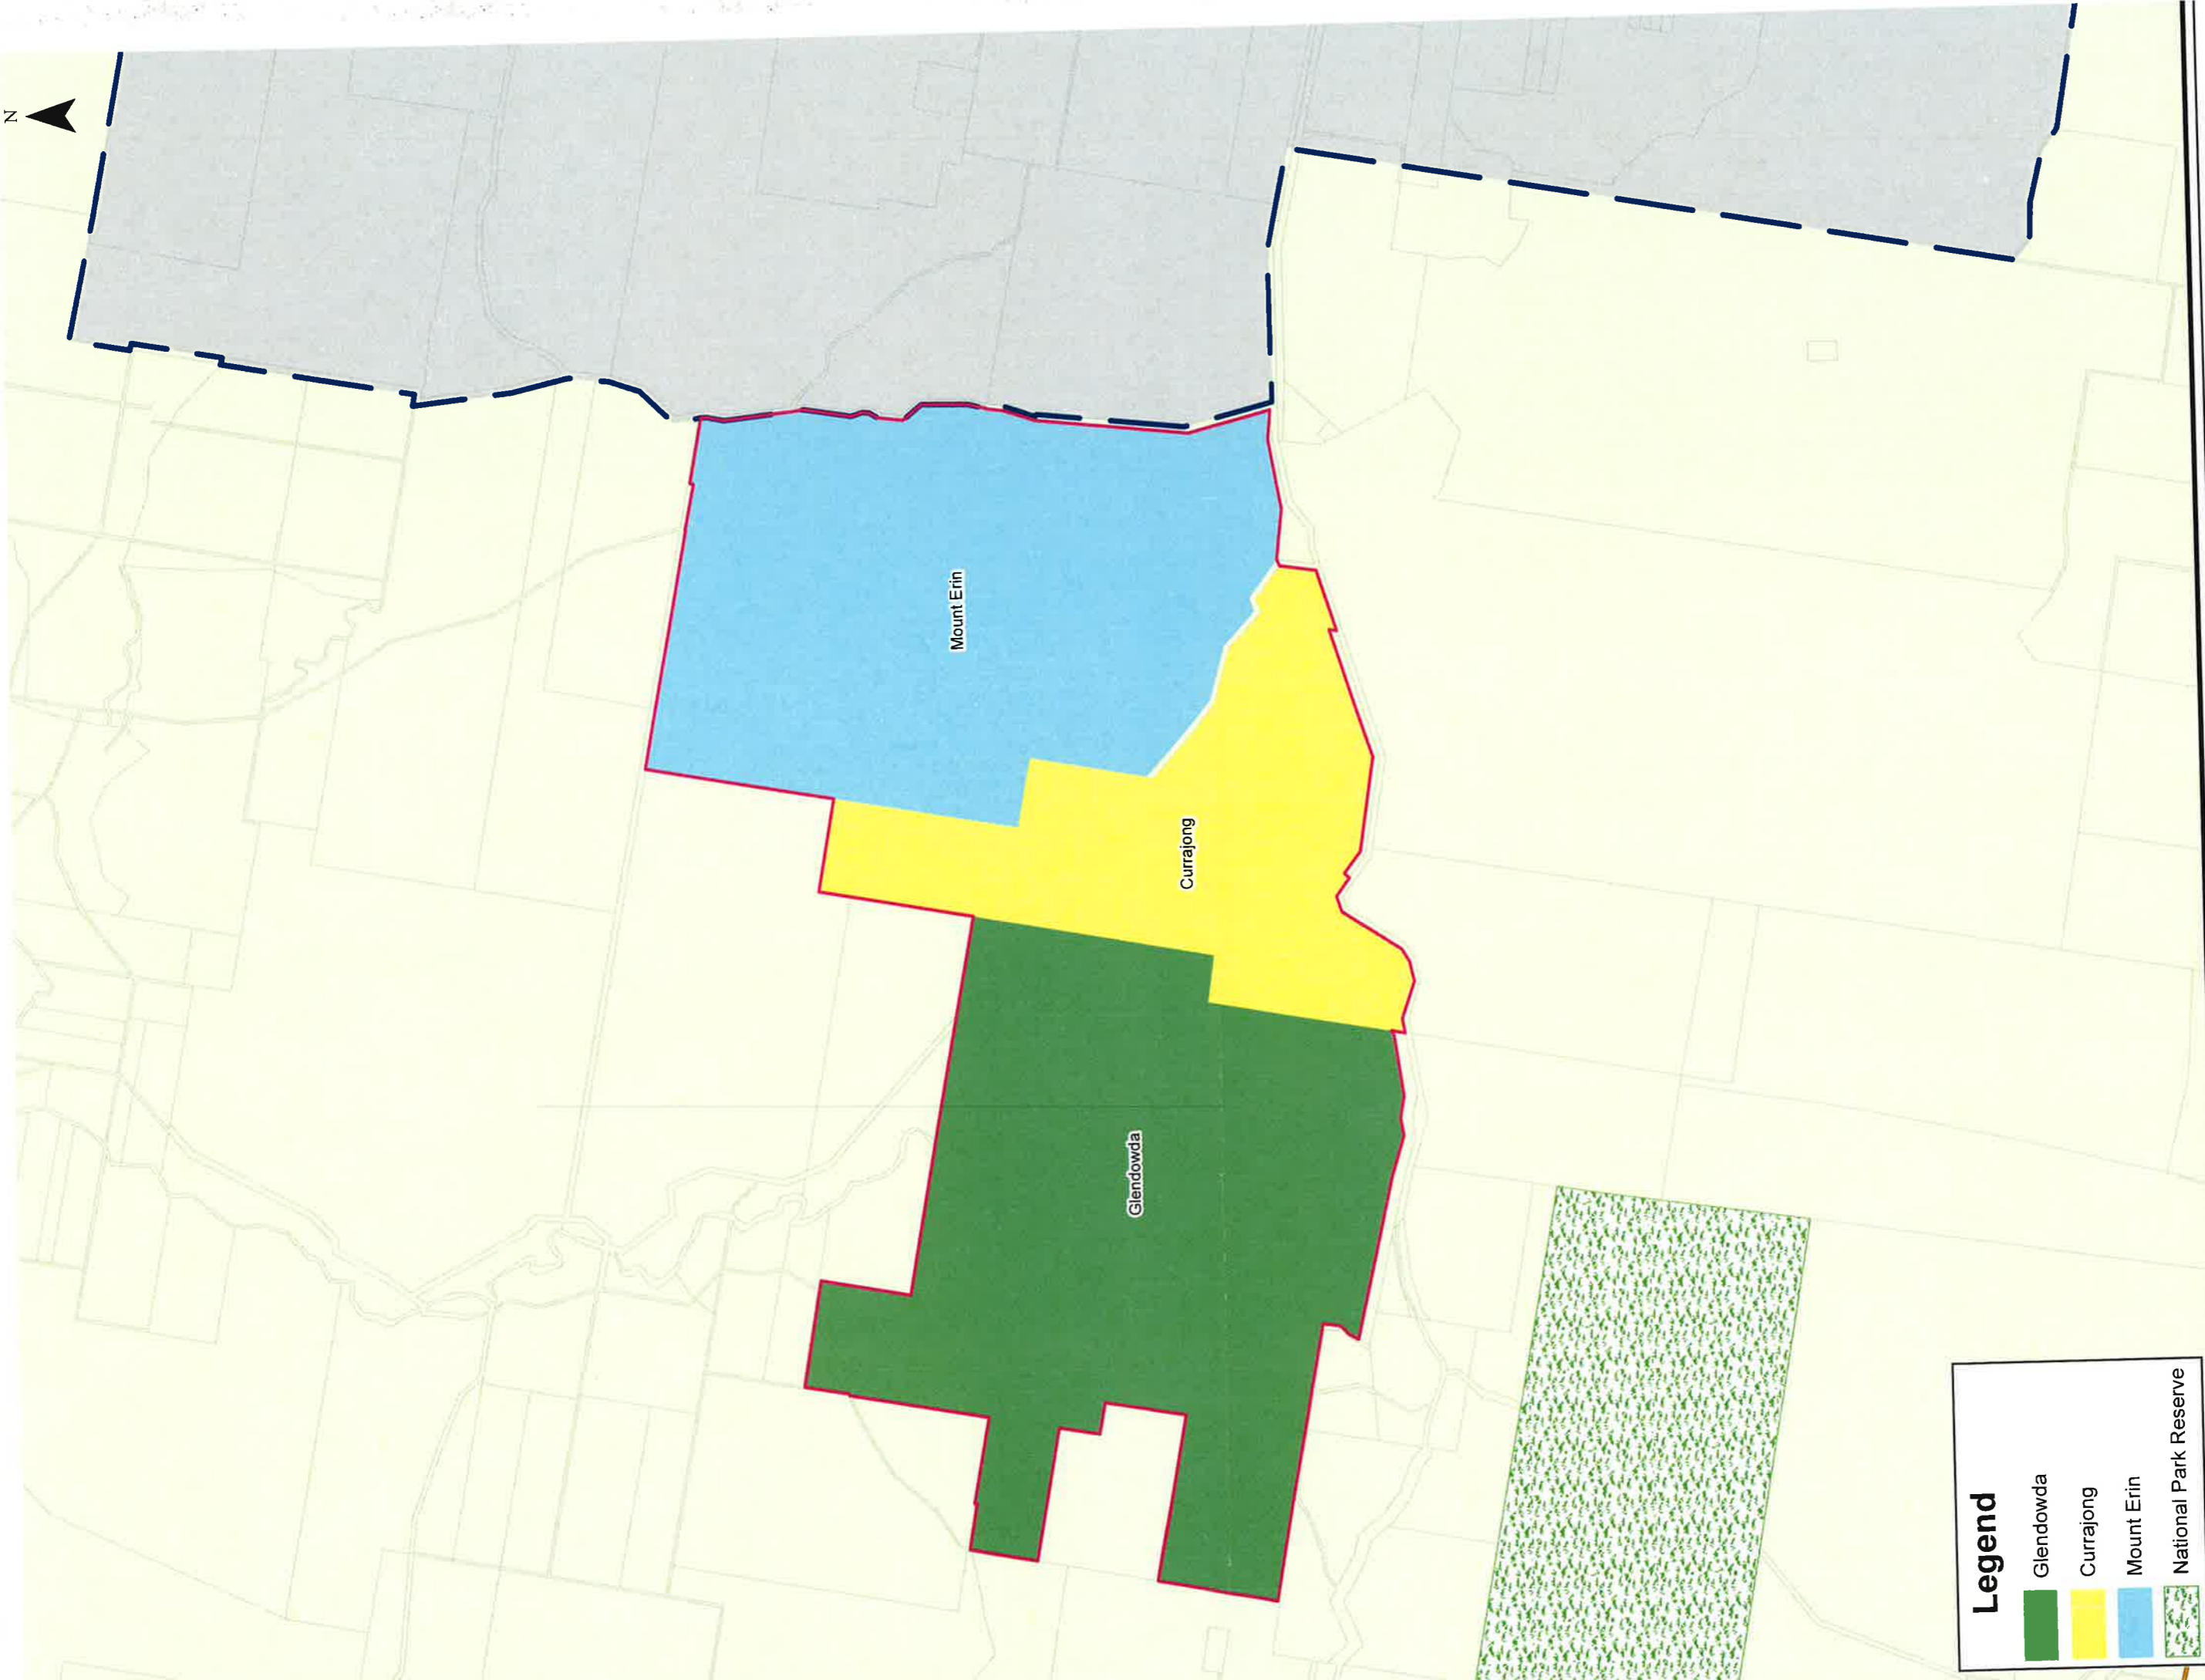 N
Mount Erin
Currajong
Glendowda
Legend
Glendowda
Currajong
Mount Erin
National Park Reserve